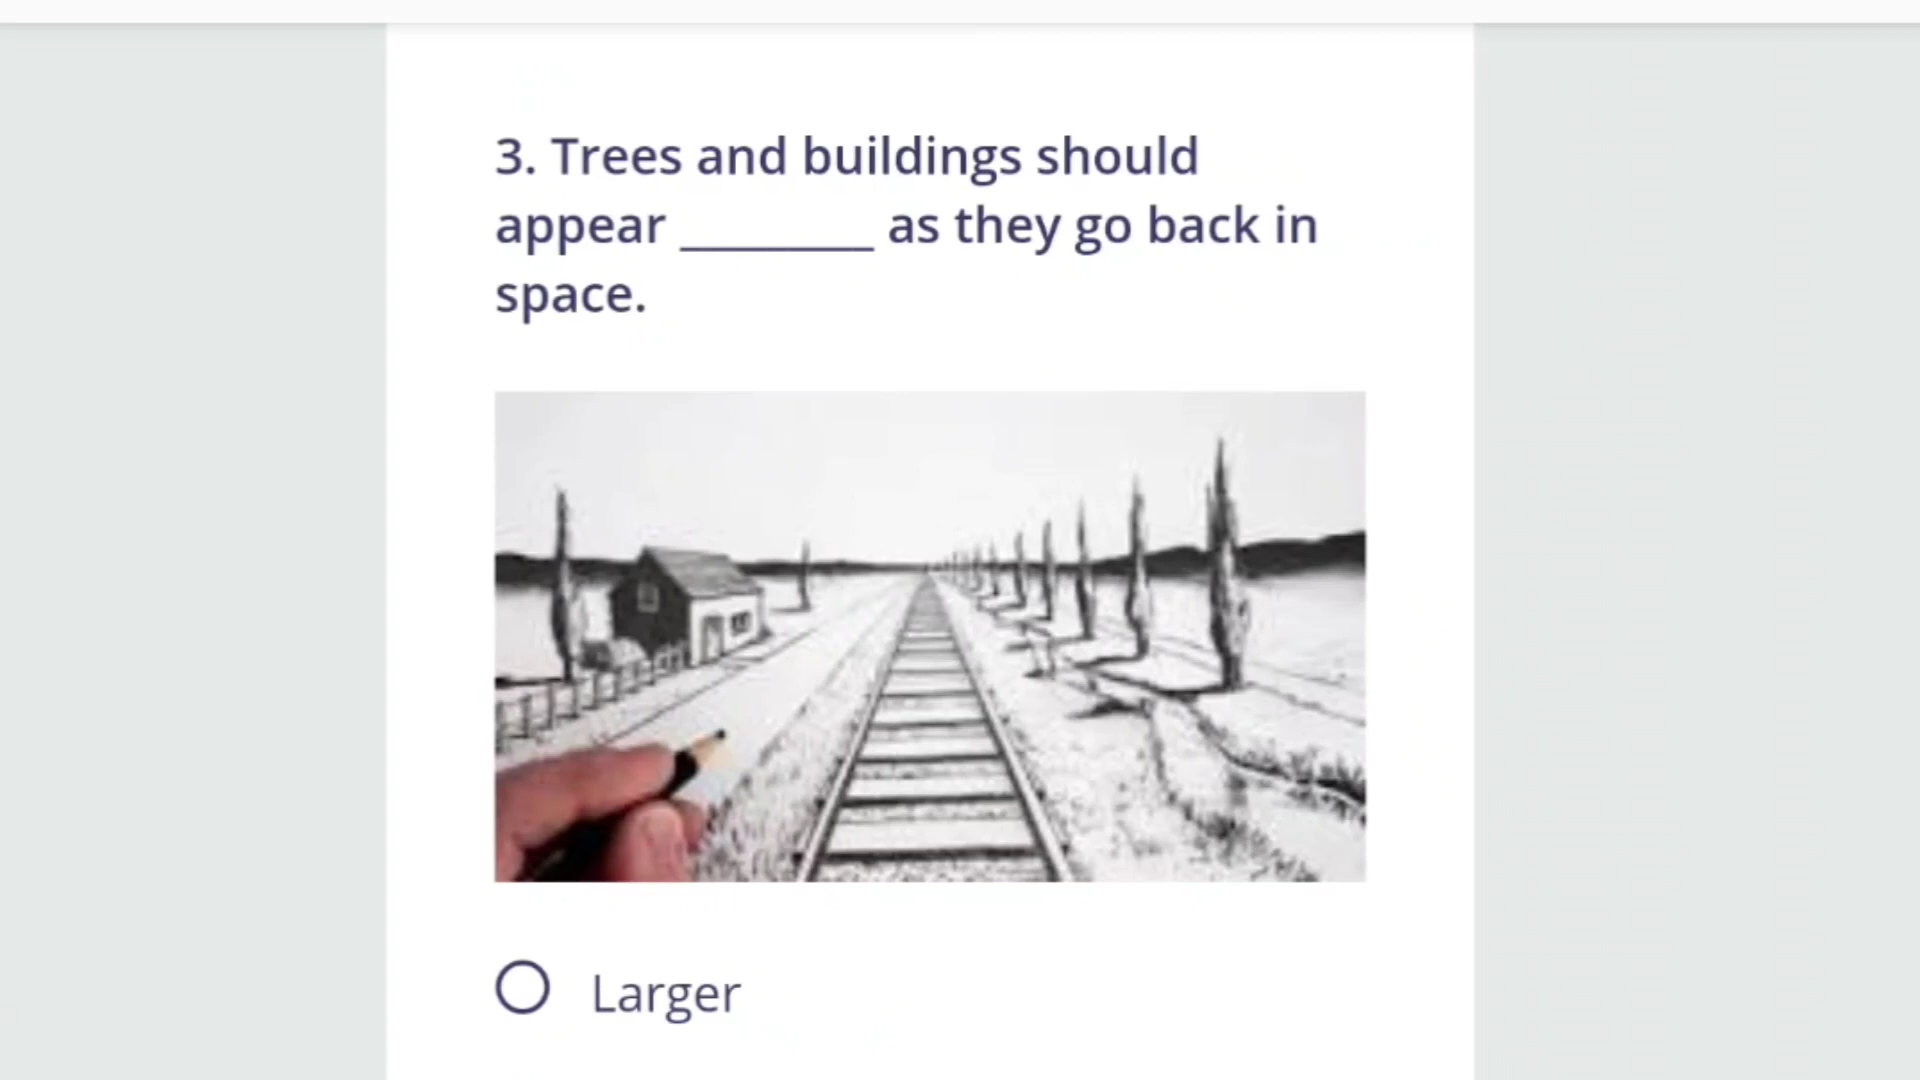 3. Trees and buildings should
appear ________ as they go back in
space.
Larger